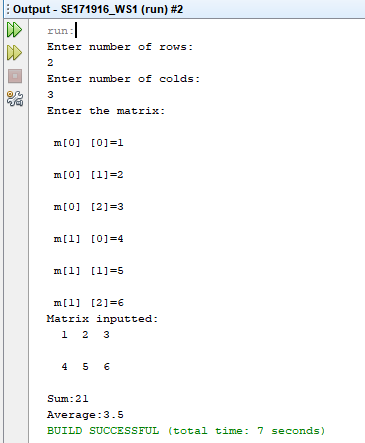 Output - SE171916_WS1 (run) #2
run:
Enter number of rows:
2
Enter number of colds:
3
Enter the matrix:
m[0] [0]=1
m[0] [1]=2
m[0] [2]=3
m[1] [0]=4
m[1] [1]=5
m[1] [2]=6
Matrix inputted:
1 2 3
4 5 6
Sum:21
Average:3.5
BUILD SUCCESSFUL (total time: 7 seconds)